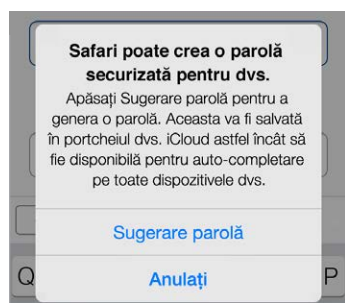 Safari poate crea o parolă
securizată pentru dvs.
Apăsați Sugerare parolă pentru a
genera o parolă. Aceasta va fi salvată
în portcheiul dvs. iCloud astfel încât să
fie disponibilă pentru auto-completare
pe toate dispozitivele dvs.
Sugerare parolă
Anulați
Q P